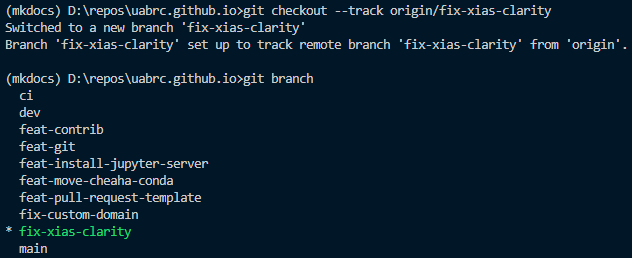 (mkdocs) D:\repos\uabrc.github.io>git checkout --track origin/fix-xias-clarity
Switched to a new branch 'fix-xias-clarity'
Branch 'fix-xias-clarity' set up to track remote branch 'fix-xias-clarity' from 'origin'.
(mkdocs) D:\repos\uabrc.github.io>git branch
ci
dev
feat-contrib
feat-git
feat-install-jupyter-server
feat-move-cheaha-conda
feat-pull-request-template
fix-custom-domain
* fix-xias-clarity
main